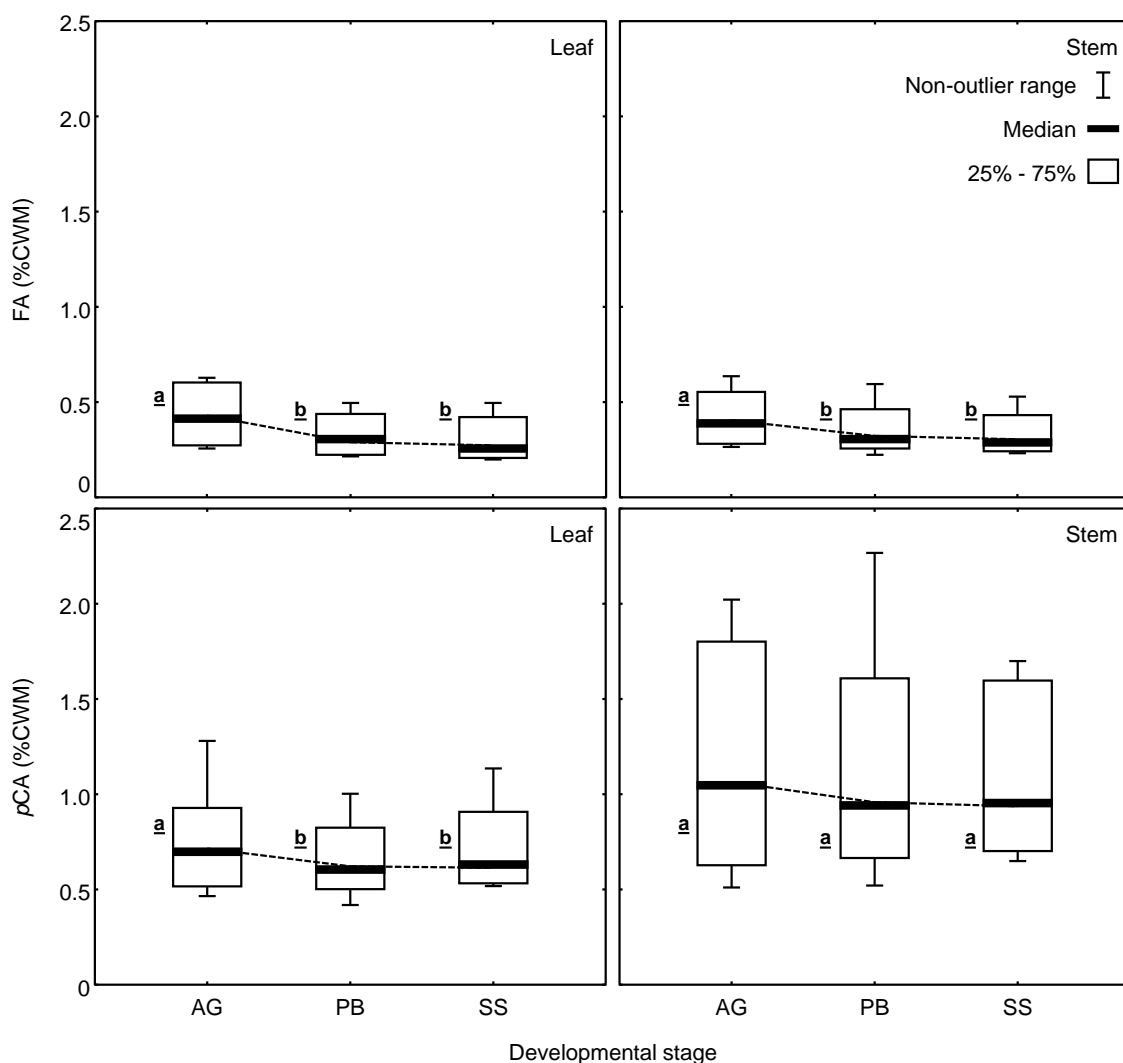 2.5
2.0
1.5
1.0
0.5
0
FA (%CWM)
Leaf
a
b
b
Stem
Non-outlier range
Median
25% - 75%
a
b
b
2.5
2.0
1.5
1.0
0.5
0
pCA (%CWM)
Leaf
a
b
b
Stem
a
a
a
AG PB SS AG PB SS
Developmental stage